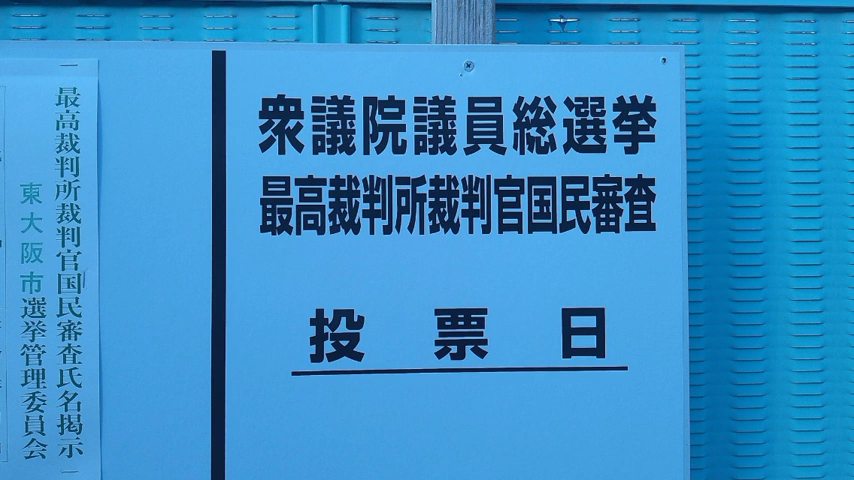 衆議院議員総選挙
最高裁判所裁判官国民審査
投票日
最高裁判所裁判官国民審査氏名掲示
東大阪市選挙管理委員会